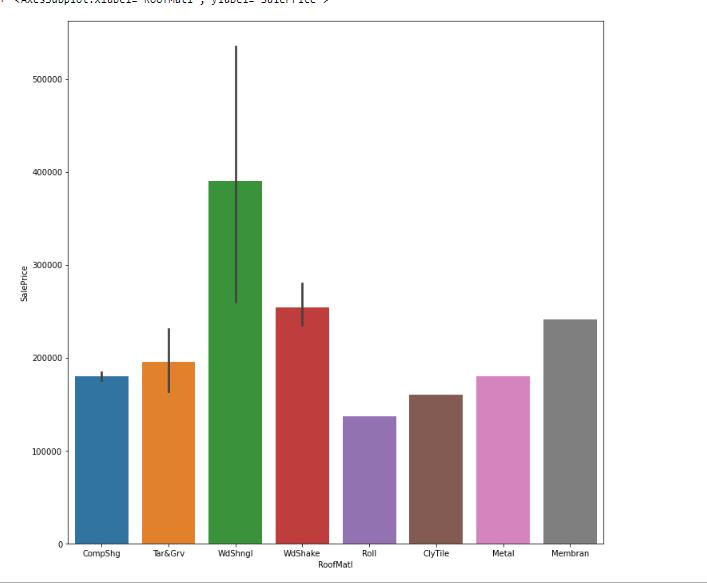 <AxesSubplot:xlabel='RoofMatl', ylabel='SalePrice'>
500000
400000
300000
200000
100000
0
SalePrice
CompShg Tar&Grv WdShngl WdShake Roll ClyTile Metal Membran
RoofMatl